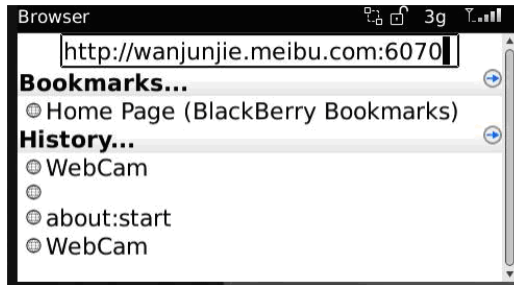 Browser 3g
http://wanjunjie.meibu.com:6070
Bookmarks...
Home Page (BlackBerry Bookmarks)
History...
WebCam
about:start
WebCam